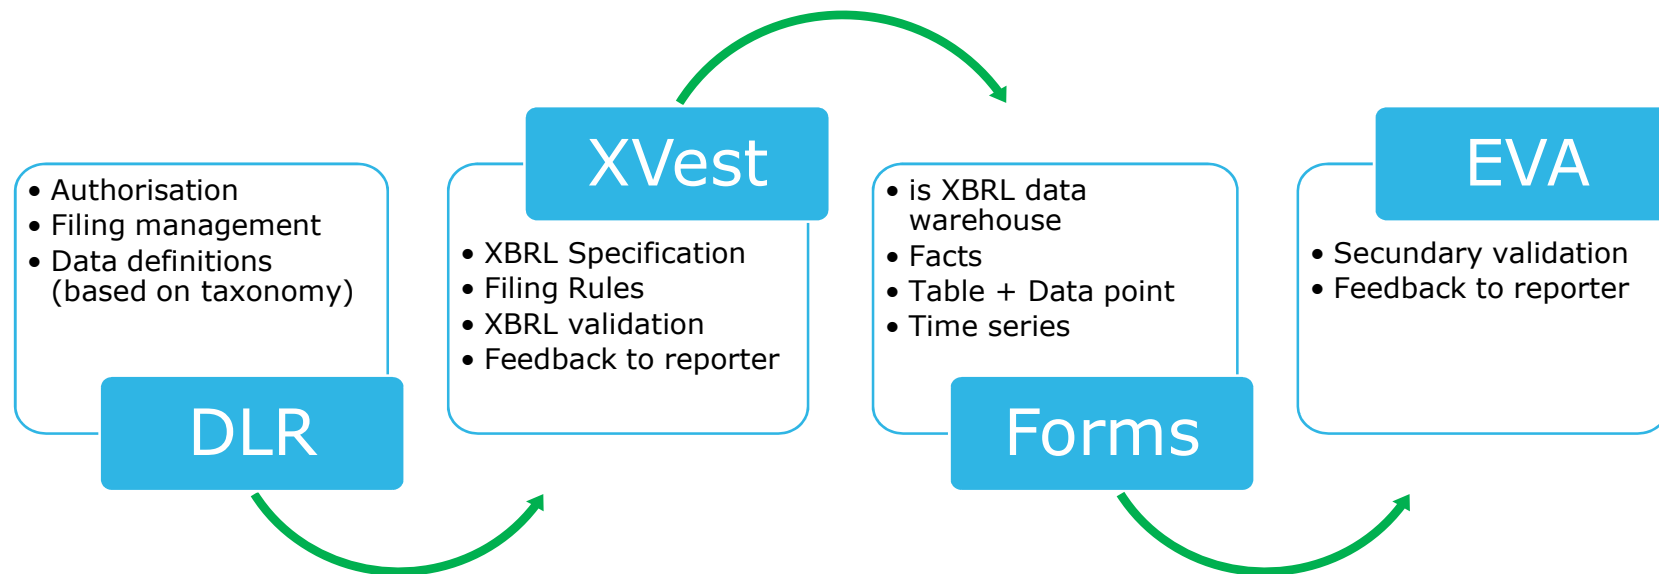 • Authorisation
• Filing management
• Data definitions
(based on taxonomy)
DLR
XVest
• XBRL Specification
• Filing Rules
• XBRL validation
• Feedback to reporter
• is XBRL data
warehouse
• Facts
• Table + Data point
• Time series
Forms
EVA
• Secundary validation
• Feedback to reporter